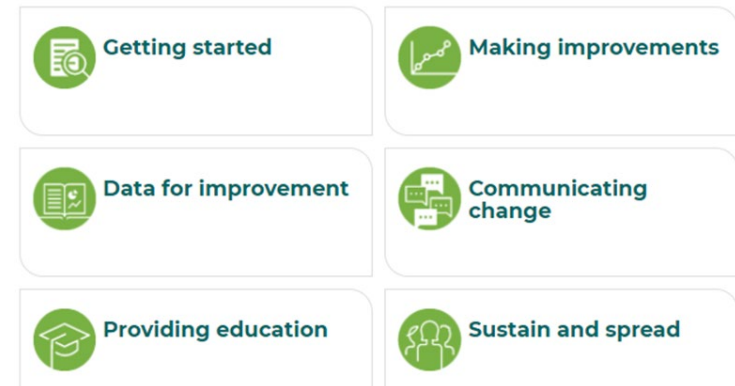 Getting started
Making improvements
Data for improvement
Communicating
change
Providing education
Sustain and spread